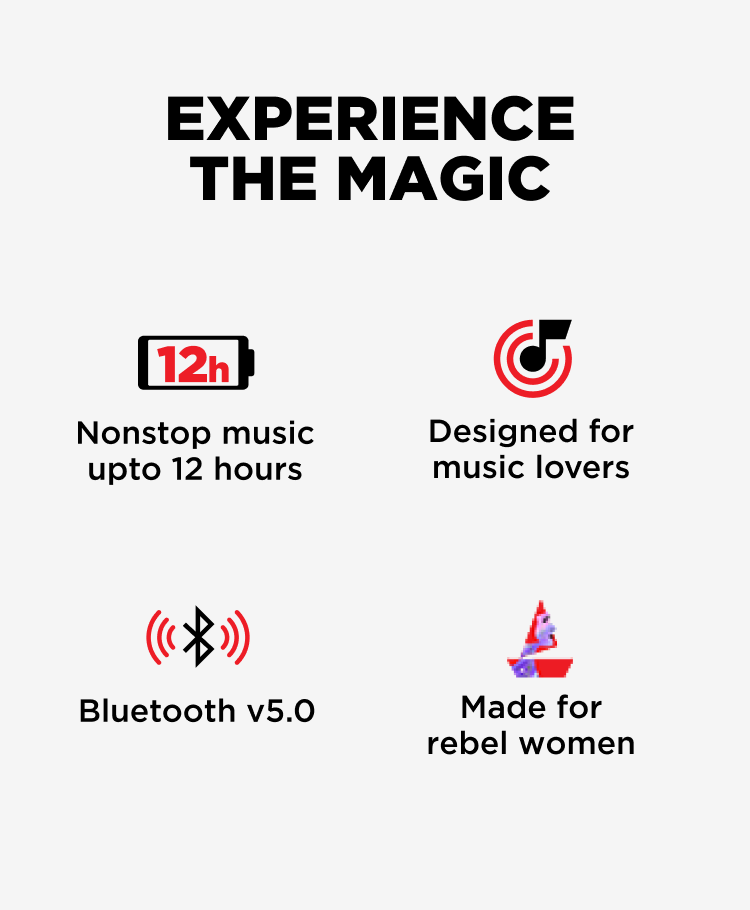 EXPERIENCE
THE MAGIC
12h
Nonstop music
upto 12 hours
Designed for
music lovers
Bluetooth v5.0
Made for
rebel women